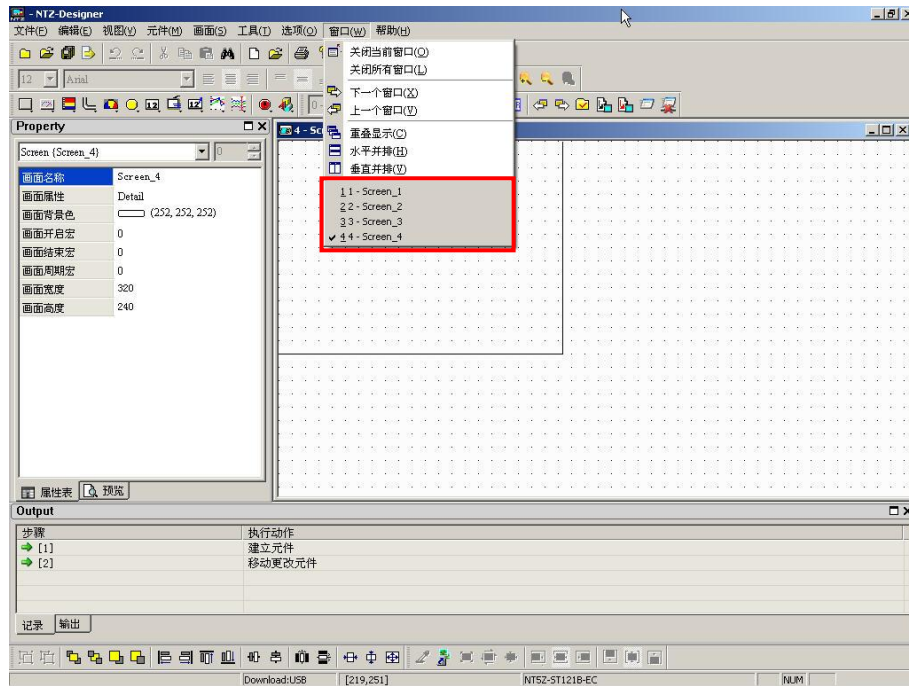 - NTZ-Designer
文件(F) 编辑(E) 视图(V) 元件(M) 画面(S) 工具(T) 选项(O) 窗口(W) 帮助(H)
关闭当前窗口(O)
关闭所有窗口(L)
12 Arial
下一个窗口(X)
上一个窗口(V)
Property
4 - Sc
重叠显示(C)
水平并排(H)
垂直并排(V)
Screen {Screen_4} 0
1 1 - Screen_1
2 2 - Screen_2
3 3 - Screen_3
4 4 - Screen_4
画面名称 Screen_4
画面属性 Detail
画面背景色 (252, 252, 252)
画面开启宏 0
画面结束宏 0
画面周期宏 0
画面宽度 320
画面高度 240
属性表 预览
Output
步骤 执行动作
[1] 建立元件
[2] 移动更改元件
记录 输出
Download:USB [219,251] NT5Z-ST121B-EC NUM